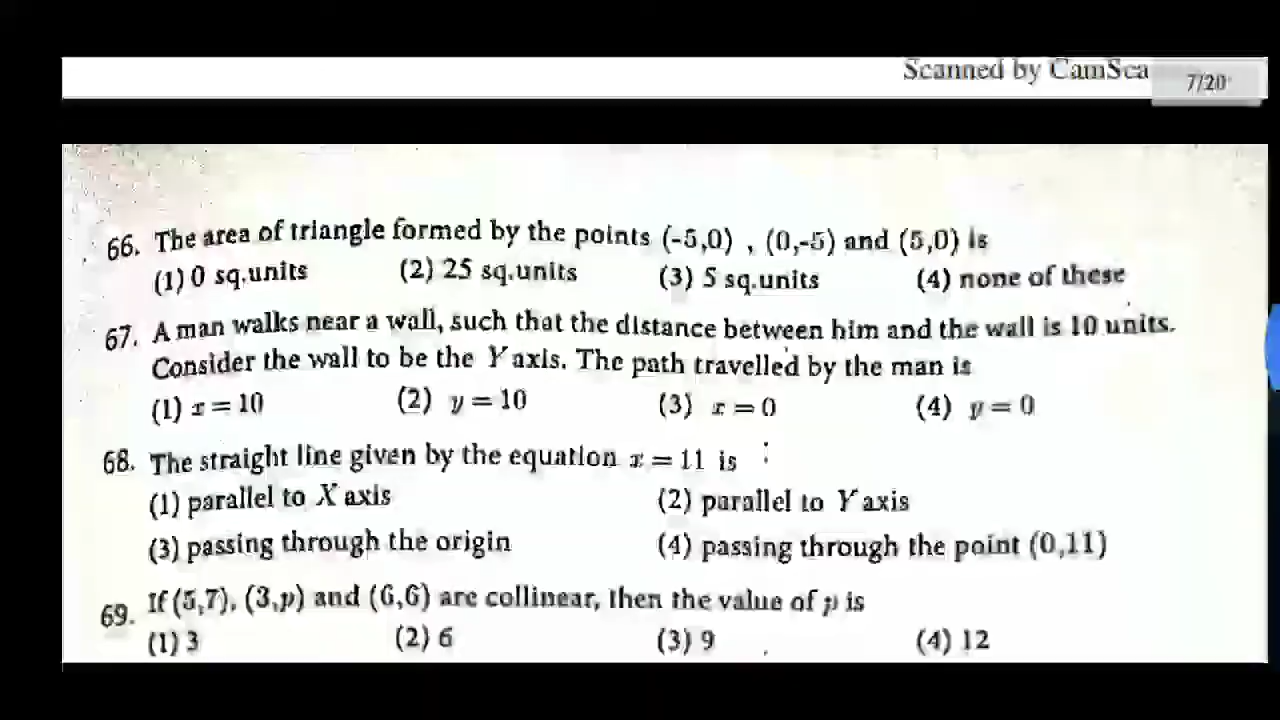 Scanned by CamSca
7/20
66. The area of triangle formed by the points (-5,0) , (0,-5) and (5,0) is
(1) 0 sq.units (2) 25 sq.units (3) 5 sq.units (4) none of these
67. A man walks near a wall, such that the distance between him and the wall is 10 units.
Consider the wall to be the Y axis. The path travelled by the man is
(1) x = 10 (2) y = 10 (3) x = 0 (4) y = 0
68. The straight line given by the equation x = 11 is :
(1) parallel to X axis (2) parallel to Y axis
(3) passing through the origin (4) passing through the point (0,11)
69. If (5,7), (3,p) and (6,6) are collinear, then the value of p is
(1) 3 (2) 6 (3) 9 (4) 12